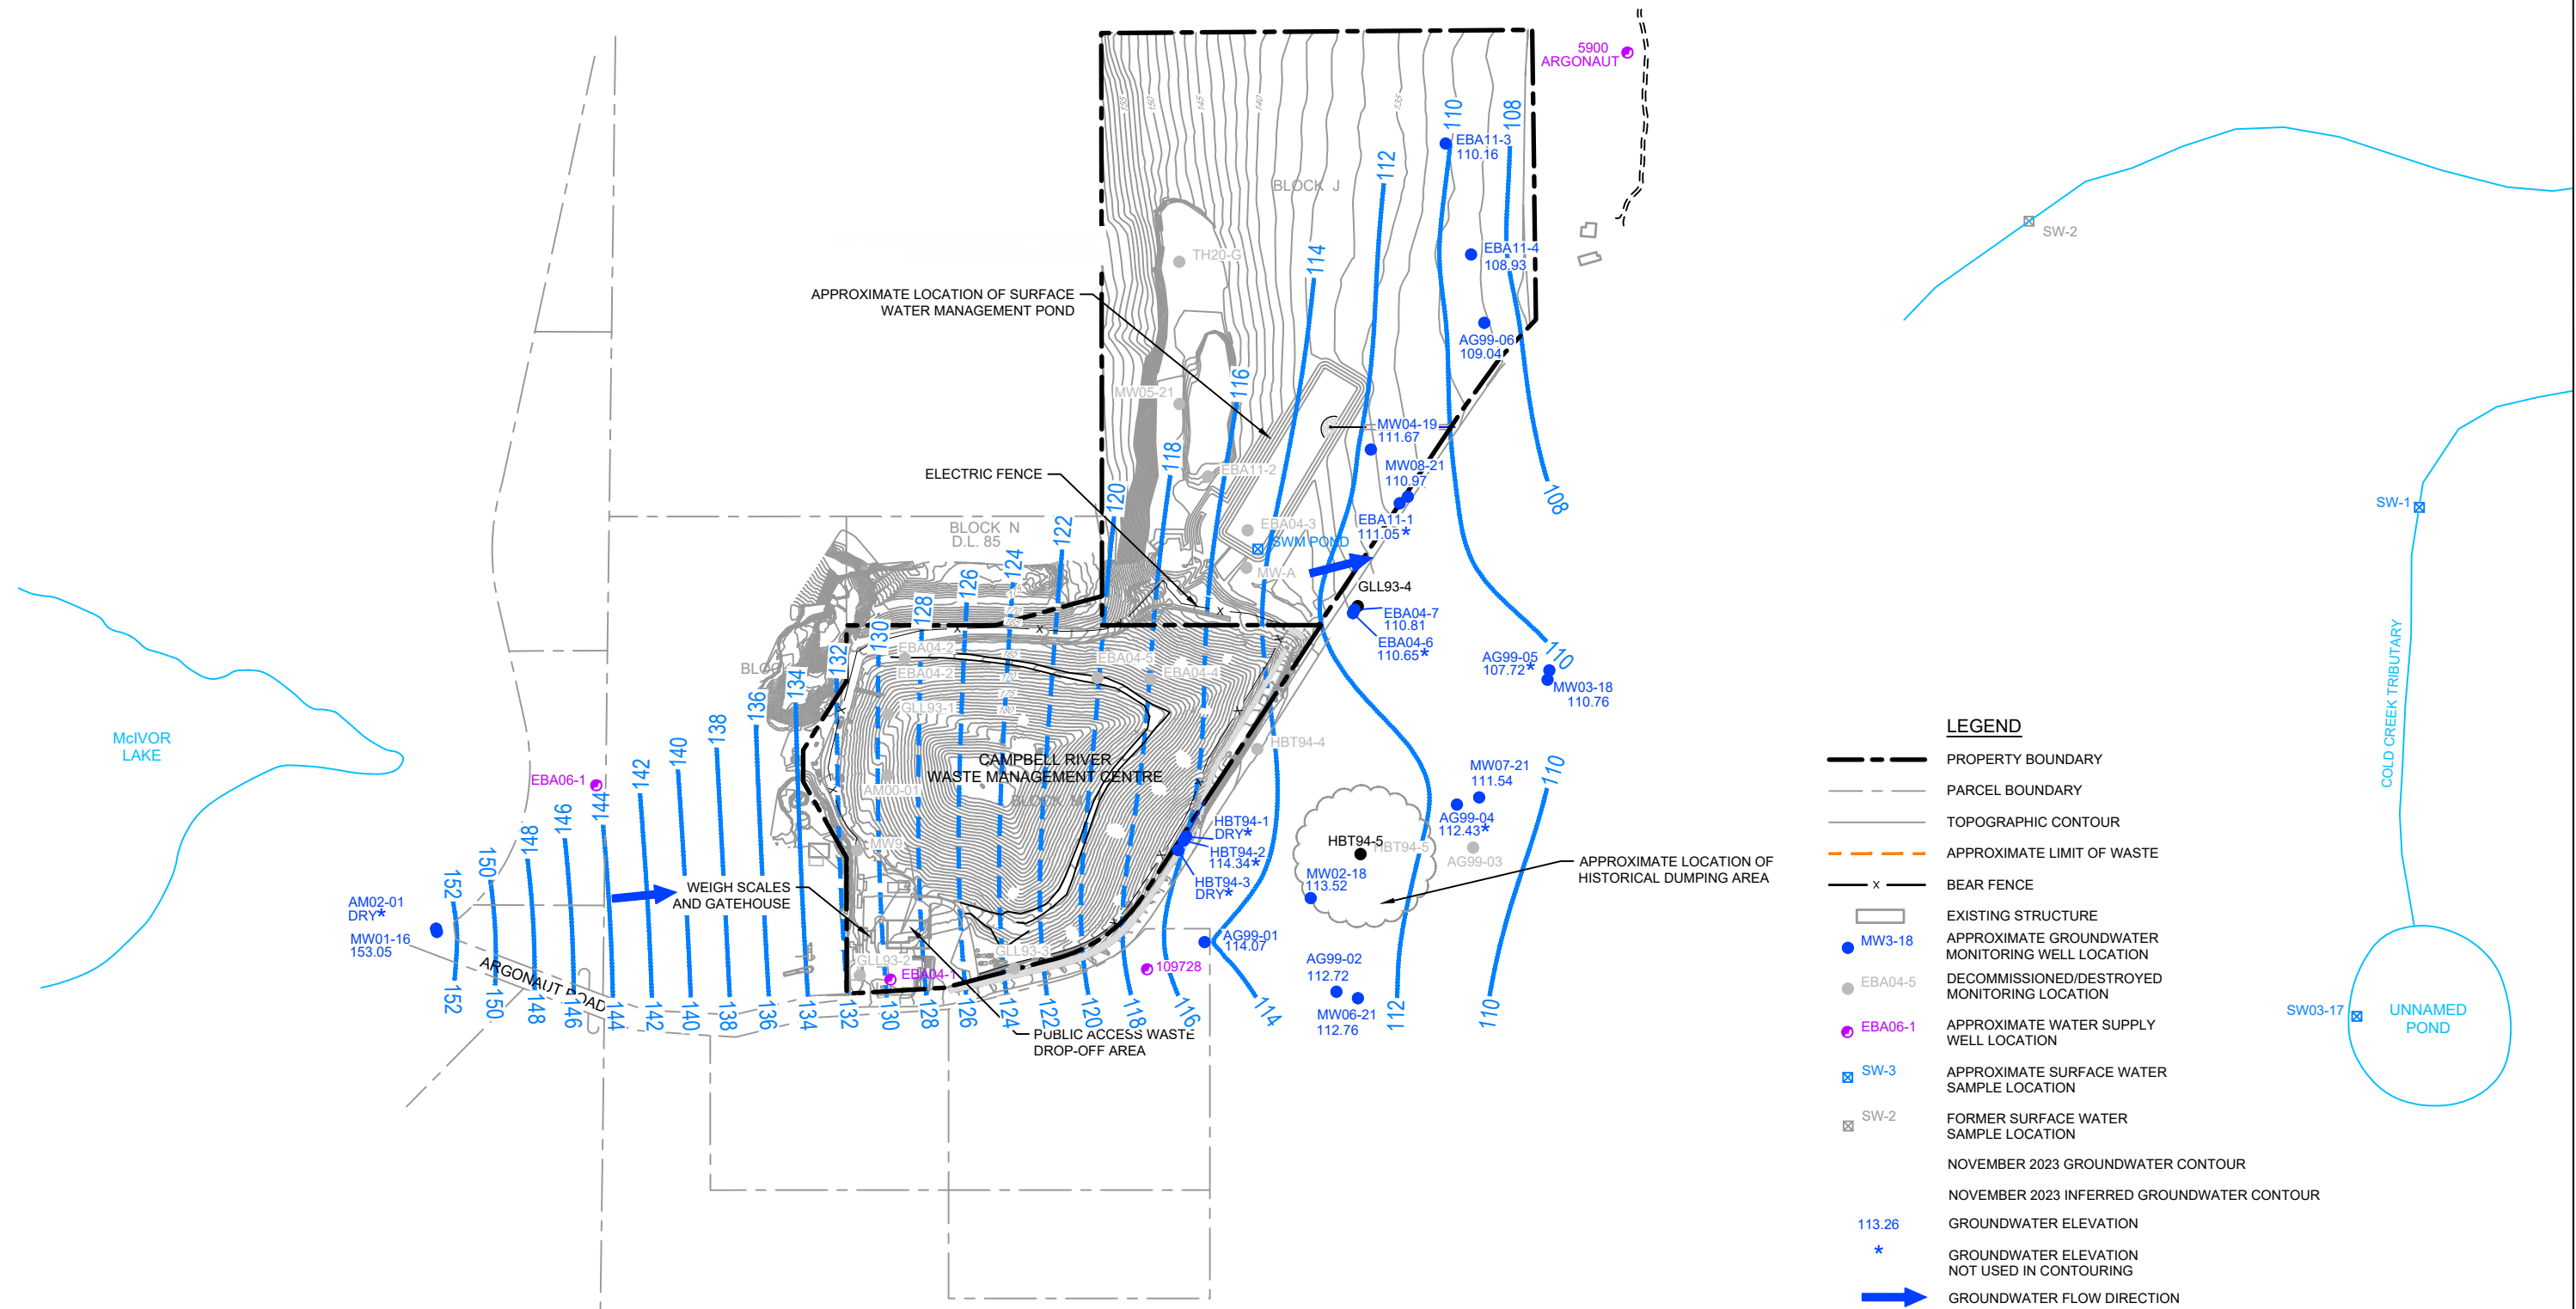 5900
ARGONAUT
155
150
145
140
135
110
108
EBA11-3
110.16
112
BLOCK J
SW-2
EBA11-4
108.93
114
TH20-G
APPROXIMATE LOCATION OF SURFACE
WATER MANAGEMENT POND
AG99-06
109.04
116
MW05-21
MW04-19
111.67
118
EBA11-2
MW08-21
110.97
ELECTRIC FENCE
120
108
SW-1
EBA11-1
111.05*
EBA04-3
SWM POND
BLOCK N
D.L. 85
122
124
126
128
130
132
134
136
138
140
142
144
146
148
150
152
MW-A
GLL93-4
EBA04-7
110.81
EBA04-6
110.65*
AG99-05
107.72*
110
MW03-18
110.76
EBA04-2
EBA04-2
EBA04-5
EBA04-4
165
170
175
180
GLL93-1
HBT94-4
McIVOR
LAKE
EBA06-1
CAMPBELL RIVER
WASTE MANAGEMENT CENTRE
BLOCK M
AM00-01
MW9
MW07-21
111.54
110
AG99-04
112.43*
AG99-03
HBT94-1
DRY*
HBT94-2
114.34*
HBT94-3
DRY*
HBT94-5
HBT94-5
MW02-18
113.52
APPROXIMATE LOCATION OF
HISTORICAL DUMPING AREA
WEIGH SCALES
AND GATEHOUSE
AM02-01
DRY*
MW01-16
153.05
ARGONAUT ROAD
GLL93-2
EBA04-1
GLL93-3
109728
AG99-01
114.07
AG99-02
112.72
MW06-21
112.76
152
150
148
146
144
142
140
138
136
134
132
130
128
126
124
122
120
118
116
114
112
110
PUBLIC ACCESS WASTE
DROP-OFF AREA
COLD CREEK TRIBUTARY
SW03-17
UNNAMED
POND
LEGEND
PROPERTY BOUNDARY
PARCEL BOUNDARY
TOPOGRAPHIC CONTOUR
APPROXIMATE LIMIT OF WASTE
x BEAR FENCE
EXISTING STRUCTURE
MW3-18 APPROXIMATE GROUNDWATER
MONITORING WELL LOCATION
EBA04-5 DECOMMISSIONED/DESTROYED
MONITORING LOCATION
EBA06-1 APPROXIMATE WATER SUPPLY
WELL LOCATION
SW-3 APPROXIMATE SURFACE WATER
SAMPLE LOCATION
SW-2 FORMER SURFACE WATER
SAMPLE LOCATION
NOVEMBER 2023 GROUNDWATER CONTOUR
NOVEMBER 2023 INFERRED GROUNDWATER CONTOUR
113.26 GROUNDWATER ELEVATION
* GROUNDWATER ELEVATION
NOT USED IN CONTOURING
GROUNDWATER FLOW DIRECTION